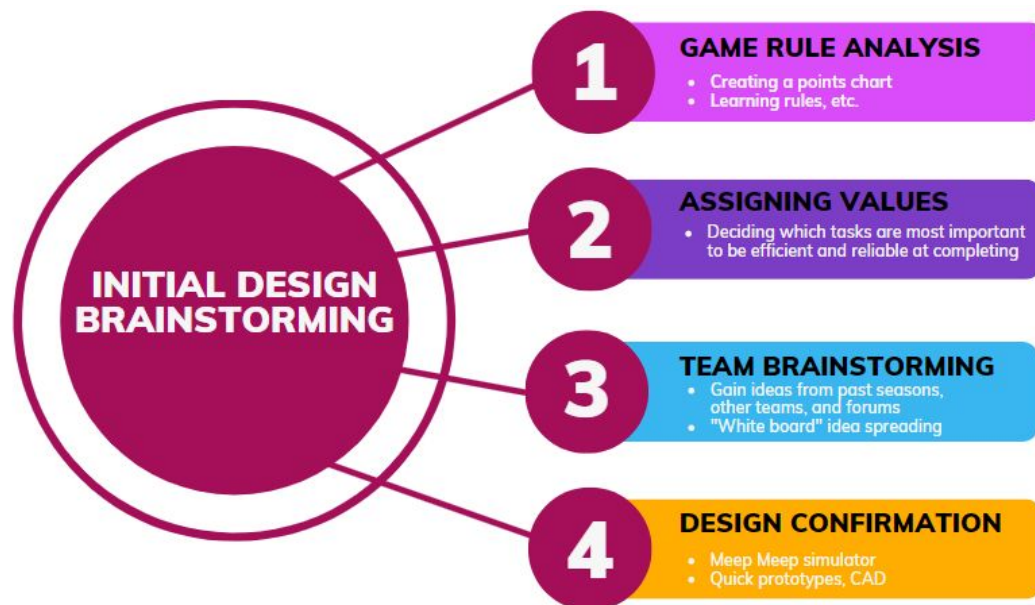 INITIAL DESIGN
BRAINSTORMING
1
GAME RULE ANALYSIS
• Creating a points chart
• Learning rules, etc.
2
ASSIGNING VALUES
• Deciding which tasks are most important
to be efficient and reliable at completing
3
TEAM BRAINSTORMING
• Gain ideas from past seasons,
other teams, and forums
• "White board" idea spreading
4
DESIGN CONFIRMATION
• Meep Meep simulator
• Quick prototypes, CAD